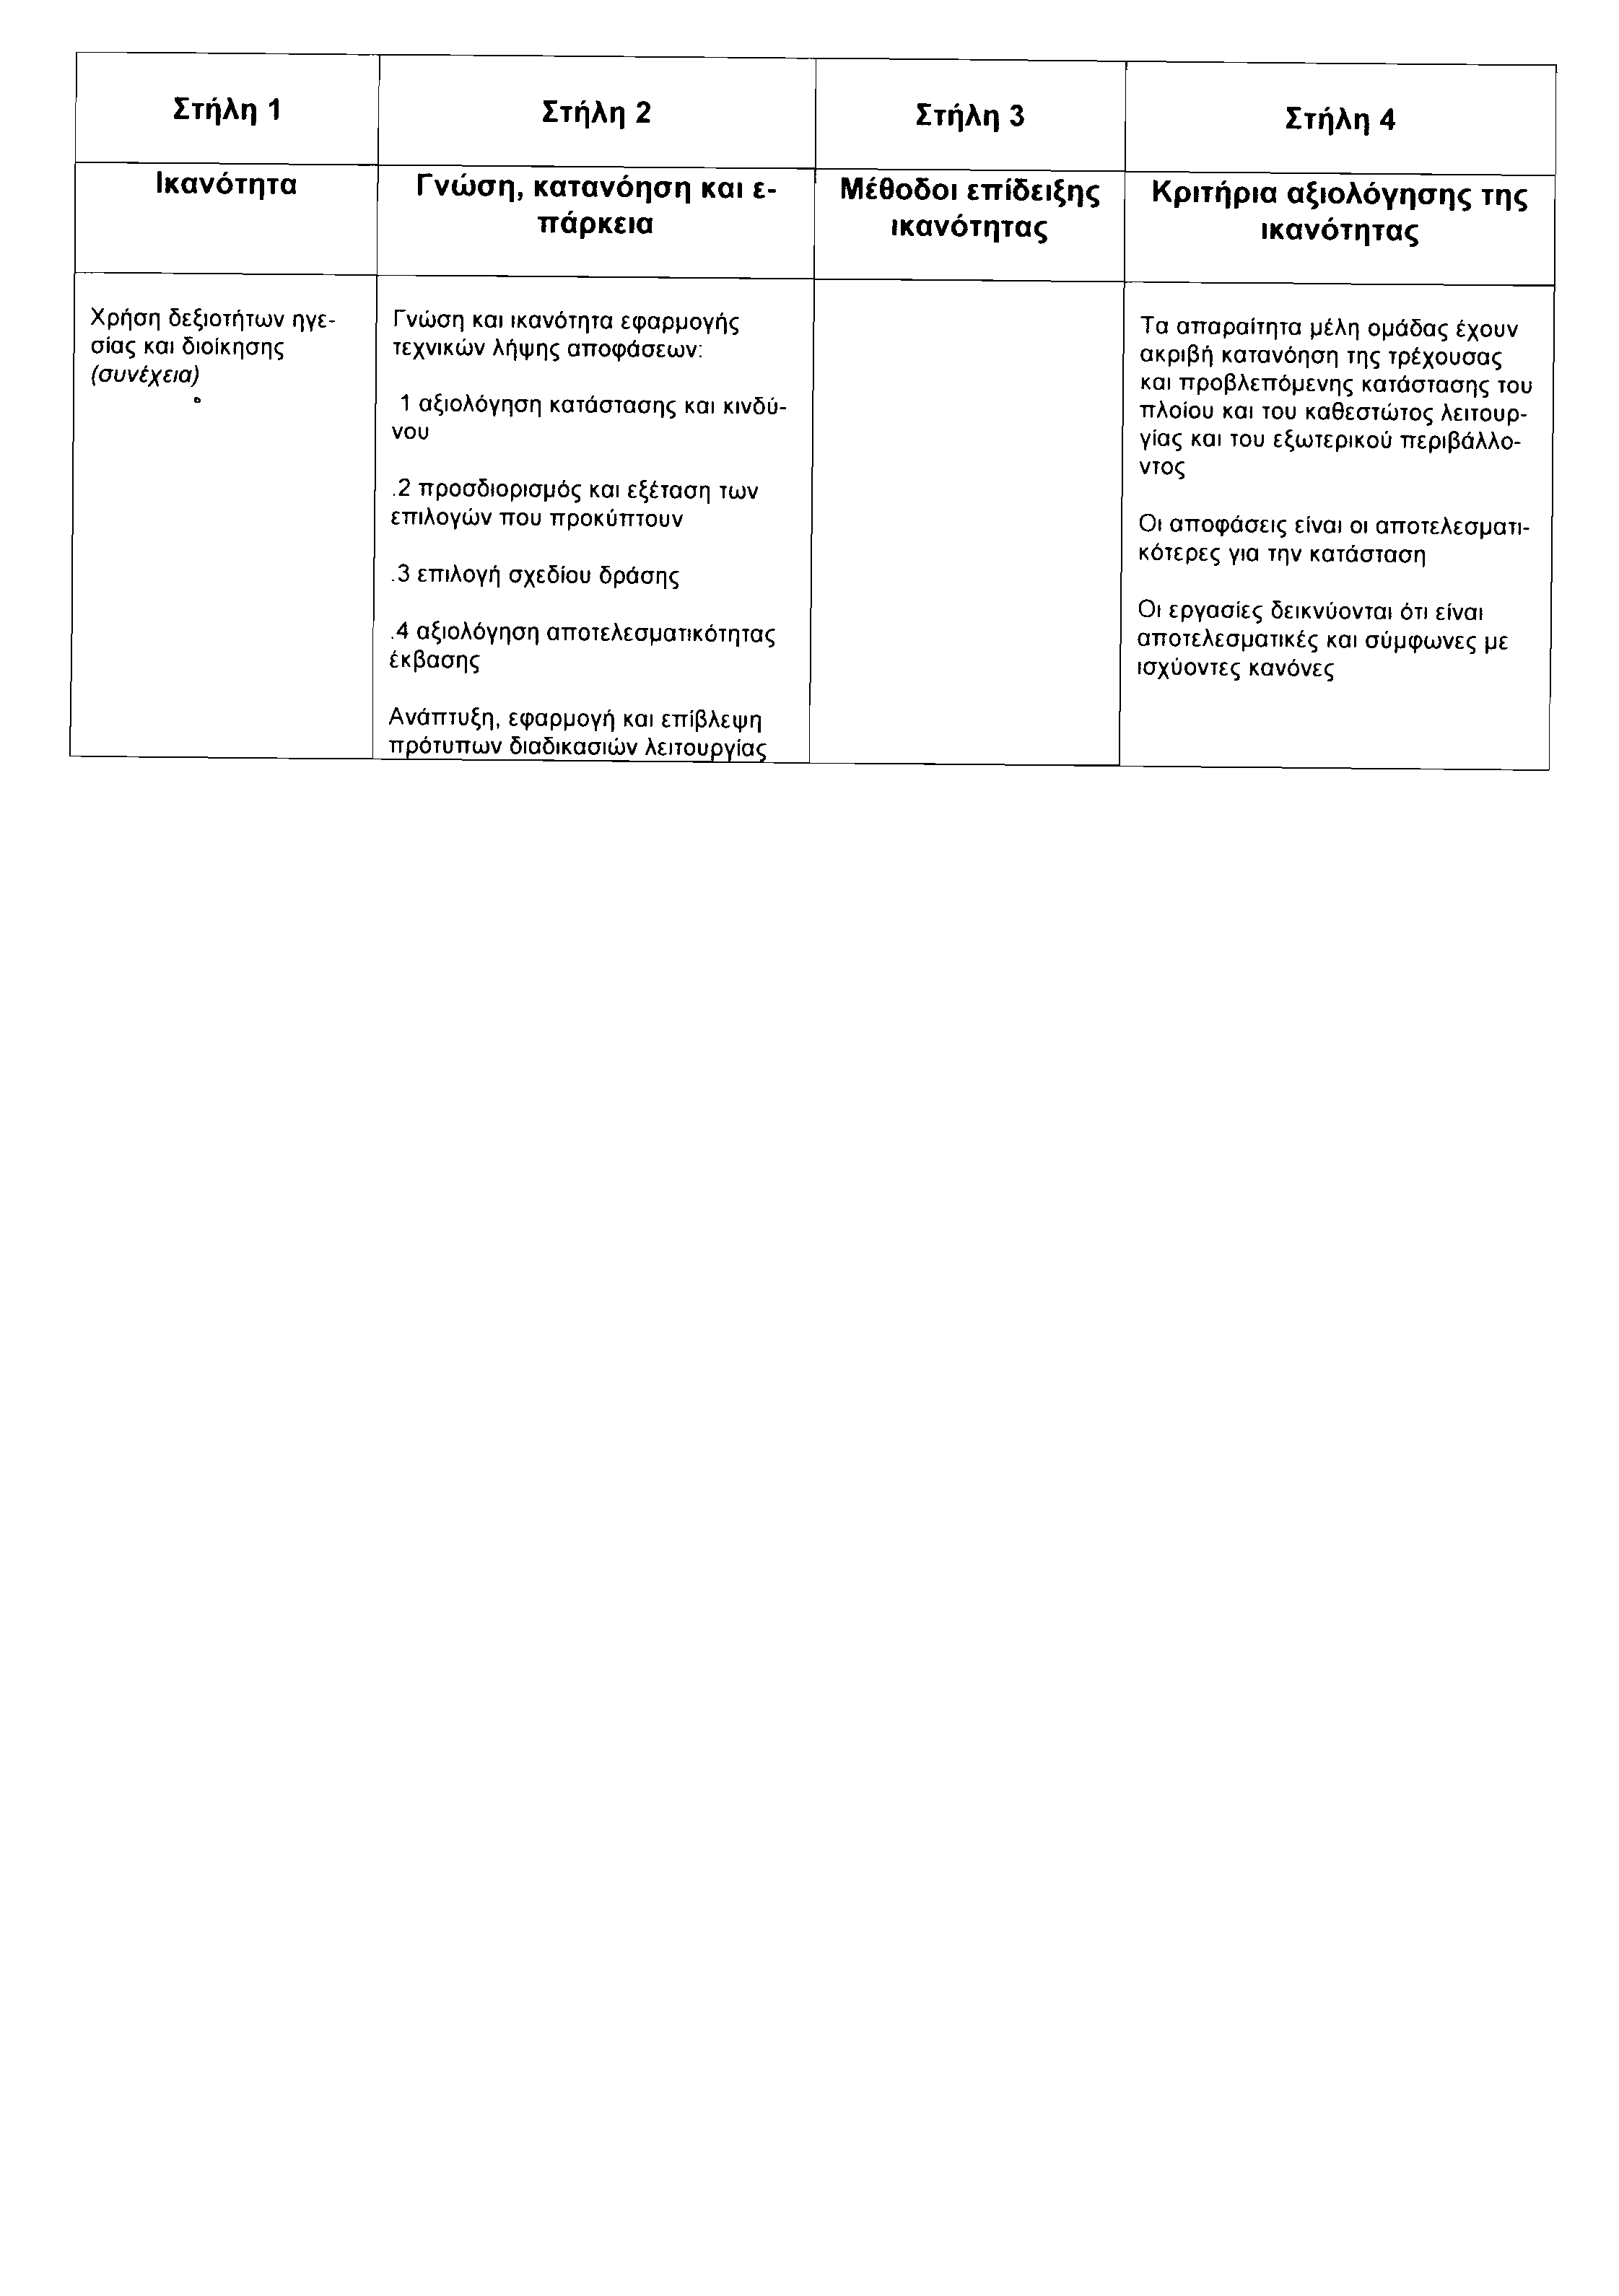 Στήλη 1
Στήλη 2
Στήλη 3
Στήλη 4
Ικανότητα
Γνώση, κατανόηση και ε-
πάρκεια
Μέθοδοι επίδειξης
ικανότητας
Κριτήρια αξιολόγησης της
ικανότητας
Χρήση δεξιοτήτων ηγε-
σίας και διοίκησης
(συνέχεια)
Γνώση και ικανότητα εφαρμογής
τεχνικών λήψης αποφάσεων:
1 αξιολόγηση κατάστασης και κινδύ-
νου
.2 προσδιορισμός και εξέταση των
επιλογών που προκύπτουν
.3 επιλογή σχεδίου δράσης
.4 αξιολόγηση αποτελεσματικότητας
έκβασης
Ανάπτυξη, εφαρμογή και επίβλεψη
πρότυπων διαδικασιών λειτουργίας
Τα απαραίτητα μέλη ομάδας έχουν
ακριβή κατανόηση της τρέχουσας
και προβλεπόμενης κατάστασης του
πλοίου και του καθεστώτος λειτουρ-
γίας και του εξωτερικού περιβάλλο-
ντος
Οι αποφάσεις είναι οι αποτελεσματι-
κότερες για την κατάσταση
Οι εργασίες δεικνύονται ότι είναι
αποτελεσματικές και σύμφωνες με
ισχύοντες κανόνες